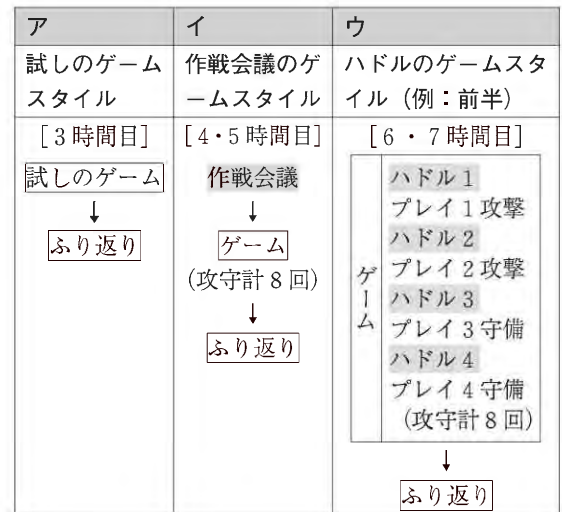 ア
試しのゲーム
スタイル
[3時間目]
試しのゲーム
↓
ふり返り
イ
作戦会議のゲ
ームスタイル
[4・5時間目]
作戦会議
↓
ゲーム
(攻守計8回)
↓
ふり返り
ウ
ハドルのゲームスタ
イル(例：前半)
[6・7時間目]
ゲーム
ハドル1
プレイ1攻撃
ハドル2
プレイ2攻撃
ハドル3
プレイ3守備
ハドル4
プレイ4守備
(攻守計8回)
↓
ふり返り